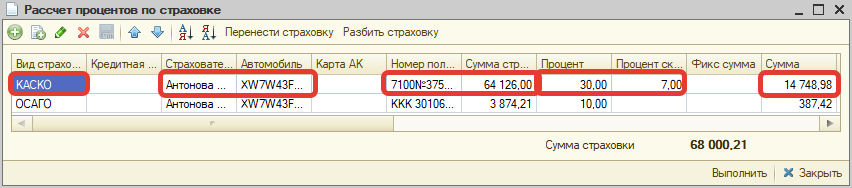 Рассчет процентов по страховке
Перенести страховку Разбить страховку
Вид страхо... Кредитная ... Страховате... Автомобиль Карта АК Номер пол... Сумма стр... Процент Процент ск... Фикс сумма Сумма
КАСКО Антонова ... XW7W43F... 7100№375... 64 126,00 30,00 7,00 14 748,98
ОСАГО Антонова ... XW7W43F... KKK 30106... 3 874,21 10,00 387,42
Сумма страховки 68 000,21
Выполнить Закрыть